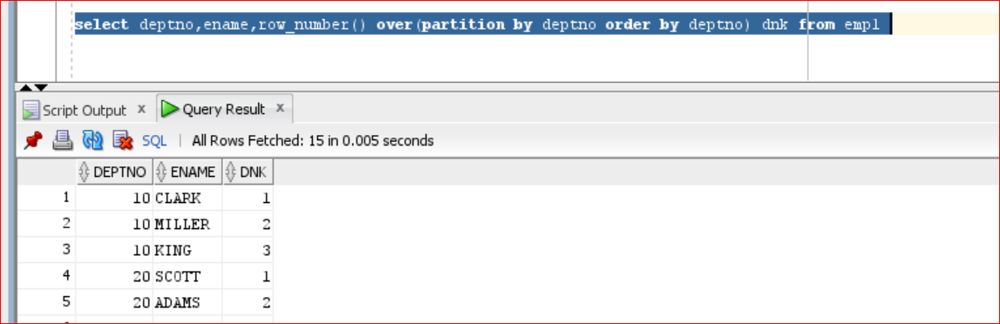 select deptno,ename,row_number() over(partition by deptno order by deptno) dnk from empl
Script Output x Query Result x
SQL | All Rows Fetched: 15 in 0.005 seconds
DEPTNO ENAME DNK
1 10 CLARK 1
2 10 MILLER 2
3 10 KING 3
4 20 SCOTT 1
5 20 ADAMS 2